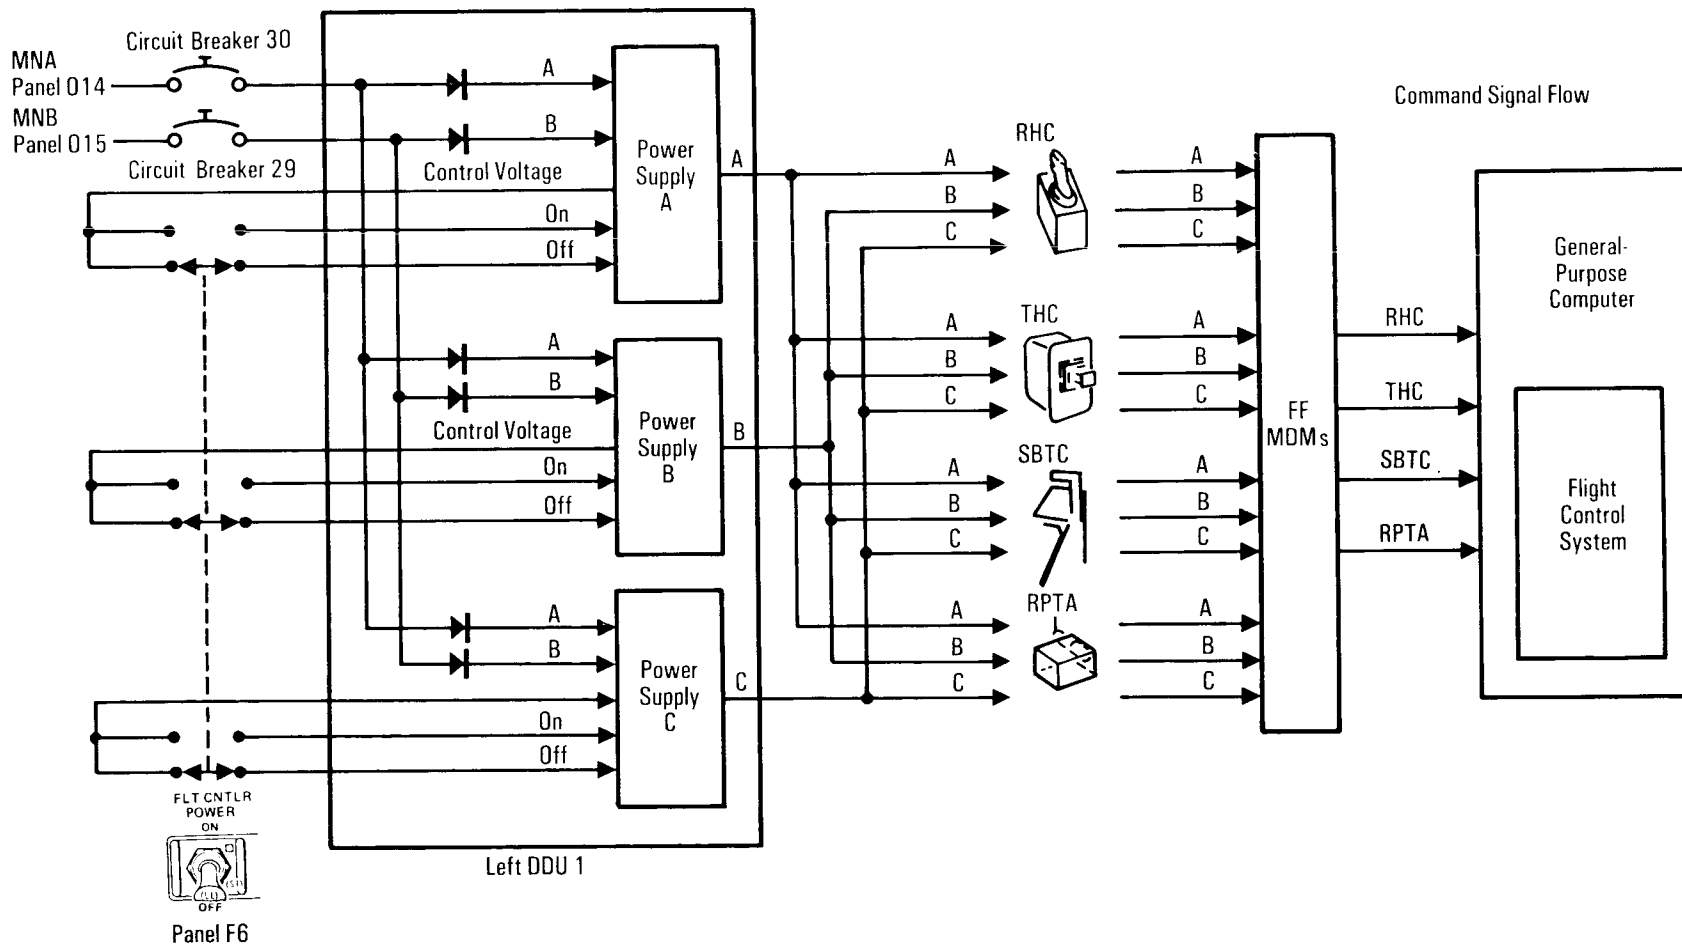 Circuit Breaker 30
MNA
Panel O14
MNB
Panel O15
Circuit Breaker 29
Control Voltage
A
B
On
Off
Power
Supply
A
A
Control Voltage
A
B
On
Off
Power
Supply
B
B
A
B
On
Off
Power
Supply
C
C
FLT CNTLR
POWER
ON
OFF
Panel F6
Left DDU 1
RHC
A
B
C
A
B
C
THC
A
B
C
A
B
C
SBTC
A
B
C
A
B
C
RPTA
A
B
C
A
B
C
FF
MDMs
Command Signal Flow
RHC
THC
SBTC
RPTA
General-
Purpose
Computer
Flight
Control
System